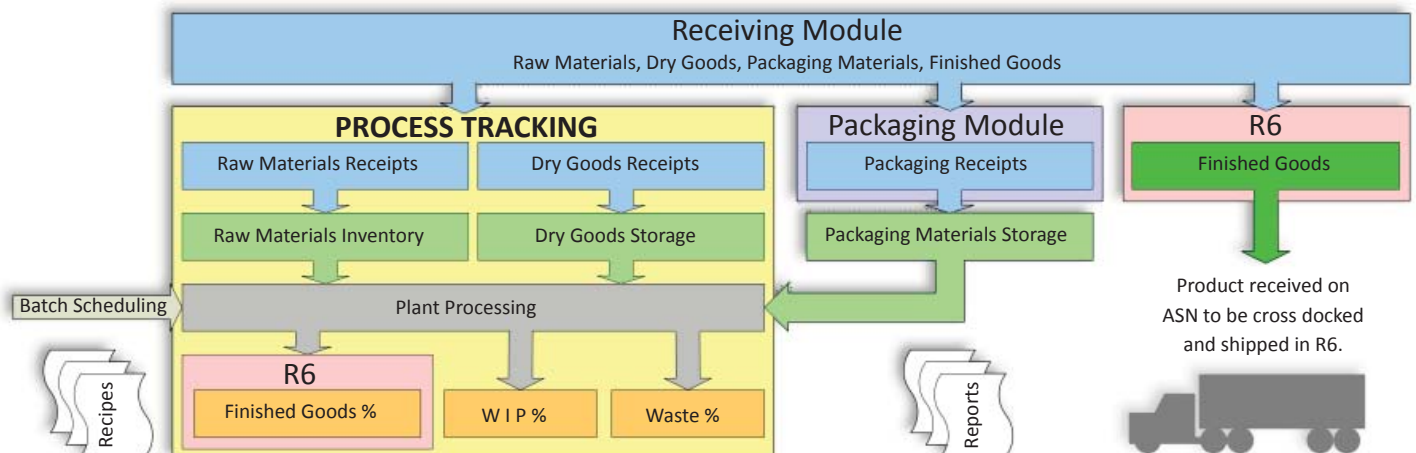 Receiving Module
Raw Materials, Dry Goods, Packaging Materials, Finished Goods
PROCESS TRACKING
Raw Materials Receipts
Dry Goods Receipts
Raw Materials Inventory
Dry Goods Storage
Packaging Module
Packaging Receipts
Packaging Materials Storage
R6
Finished Goods
Product received on
ASN to be cross docked
and shipped in R6.
Batch Scheduling
Plant Processing
R6
Finished Goods %
W I P %
Waste %
Recipes
Reports